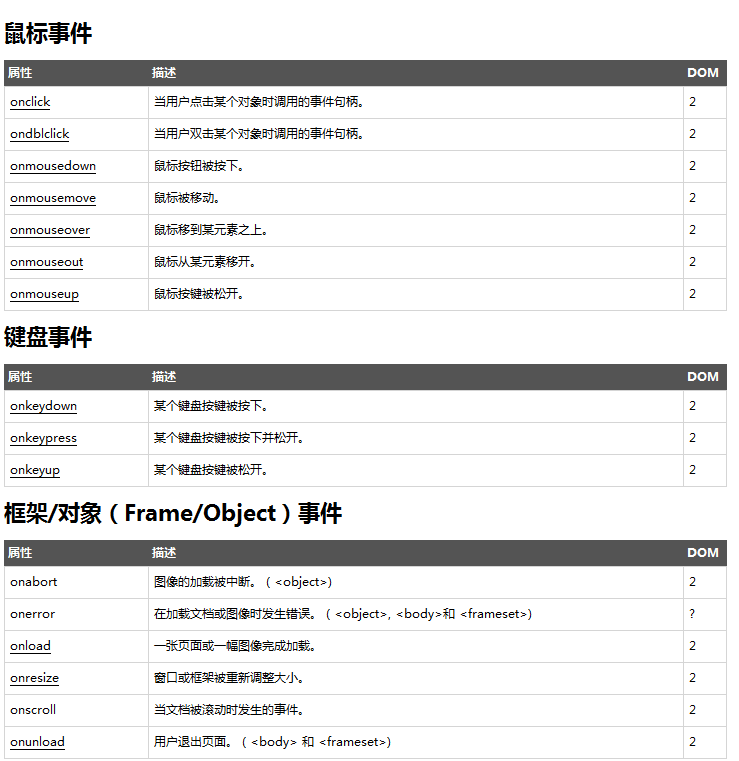 鼠标事件
属性 描述 DOM
onclick 当用户点击某个对象时调用的事件句柄。 2
ondblclick 当用户双击某个对象时调用的事件句柄。 2
onmousedown 鼠标按钮被按下。 2
onmousemove 鼠标被移动。 2
onmouseover 鼠标移到某元素之上。 2
onmouseout 鼠标从某元素移开。 2
onmouseup 鼠标按键被松开。 2
键盘事件
属性 描述 DOM
onkeydown 某个键盘按键被按下。 2
onkeypress 某个键盘按键被按下并松开。 2
onkeyup 某个键盘按键被松开。 2
框架/对象（Frame/Object）事件
属性 描述 DOM
onabort 图像的加载被中断。（ <object>) 2
onerror 在加载文档或图像时发生错误。（ <object>, <body>和 <frameset>) ?
onload 一张页面或一幅图像完成加载。 2
onresize 窗口或框架被重新调整大小。 2
onscroll 当文档被滚动时发生的事件。 2
onunload 用户退出页面。（ <body> 和 <frameset>) 2